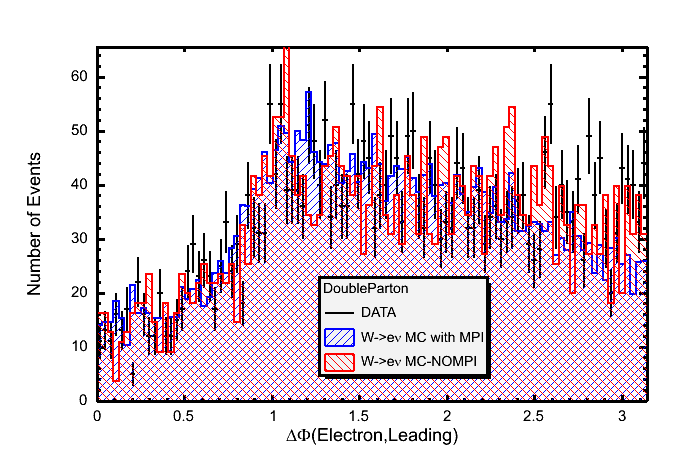 Number of Events
60
50
40
30
20
10
0
DoubleParton
DATA
W->eν MC with MPI
W->eν MC-NOMPI
0 0.5 1 1.5 2 2.5 3
ΔΦ(Electron,Leading)